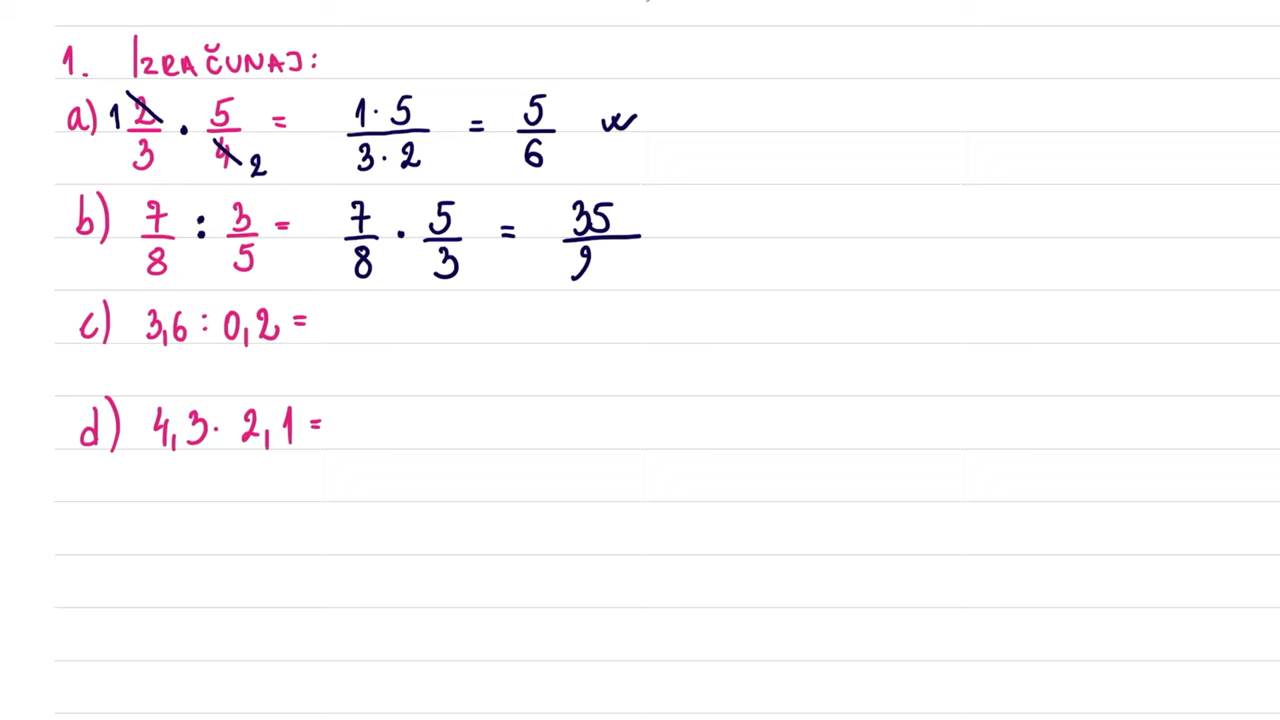 1. IZRAČUNAJ:
a) 1 2/3 · 5/4 2 = 1·5/3·2 = 5/6
b) 7/8 : 3/5 = 7/8 · 5/3 = 35/
c) 3,6 : 0,2 =
d) 4,3 · 2,1 =